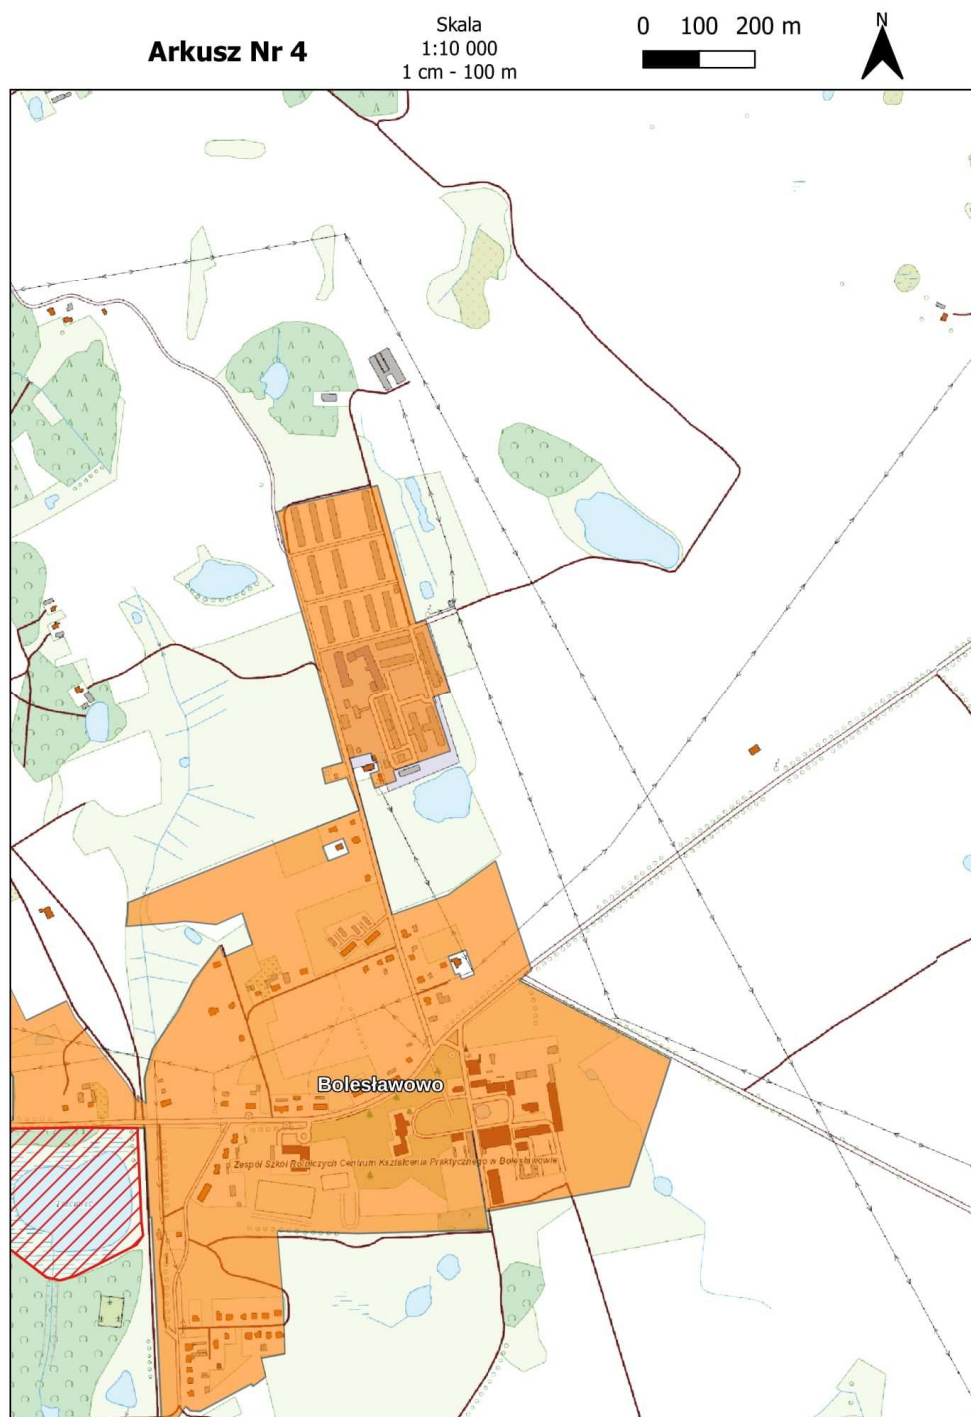 Arkusz Nr 4
Skala
1:10 000
1 cm - 100 m
0 100 200 m
N
Bolesławowo
Zespół Szkół Rolniczych Centrum Kształcenia Praktycznego w Bolesławowie